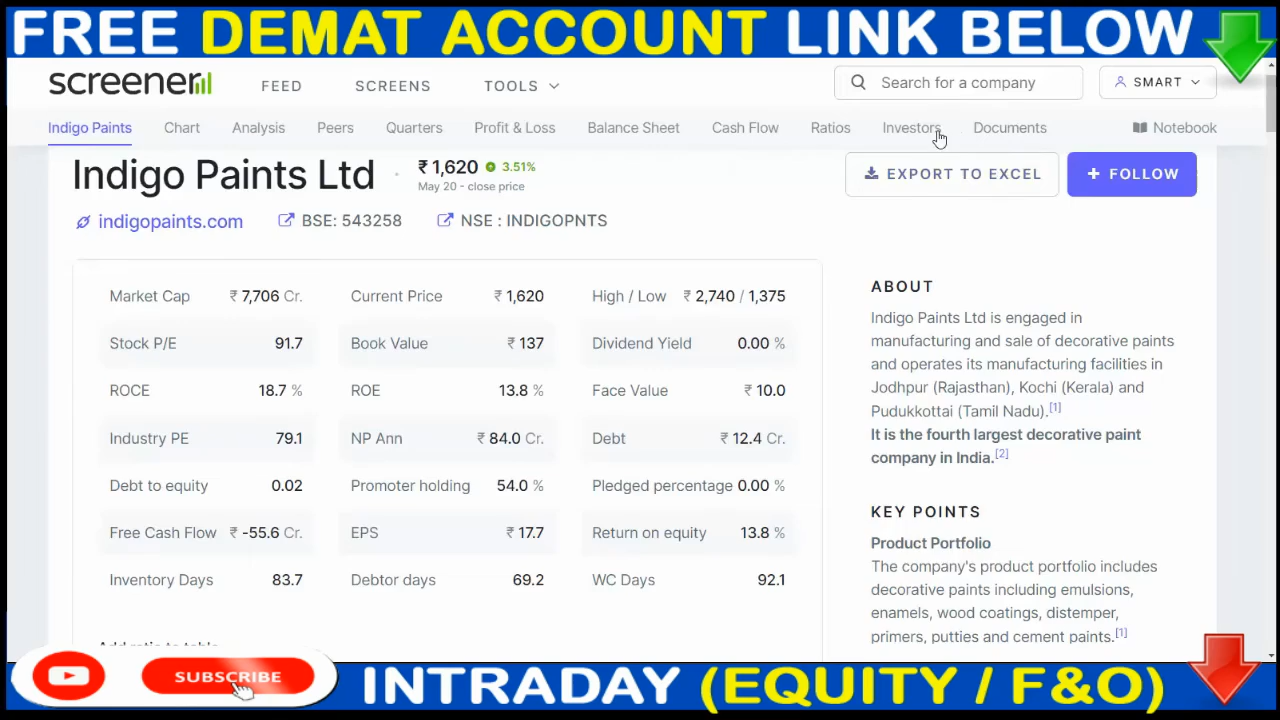 FREE DEMAT ACCOUNT LINK BELOW
screener
FEED SCREENS TOOLS Search for a company SMART
Indigo Paints Chart Analysis Peers Quarters Profit & Loss Balance Sheet Cash Flow Ratios Investors Documents Notebook
Indigo Paints Ltd · ₹ 1,620 3.51%
May 20 - close price
EXPORT TO EXCEL + FOLLOW
indigopaints.com BSE: 543258 NSE : INDIGOPNTS
Market Cap ₹ 7,706 Cr. Current Price ₹ 1,620 High / Low ₹ 2,740 / 1,375
Stock P/E 91.7 Book Value ₹ 137 Dividend Yield 0.00 %
ROCE 18.7 % ROE 13.8 % Face Value ₹ 10.0
Industry PE 79.1 NP Ann ₹ 84.0 Cr. Debt ₹ 12.4 Cr.
Debt to equity 0.02 Promoter holding 54.0 % Pledged percentage 0.00 %
Free Cash Flow ₹ -55.6 Cr. EPS ₹ 17.7 Return on equity 13.8 %
Inventory Days 83.7 Debtor days 69.2 WC Days 92.1
Add ratio to table
ABOUT
Indigo Paints Ltd is engaged in
manufacturing and sale of decorative paints
and operates its manufacturing facilities in
Jodhpur (Rajasthan), Kochi (Kerala) and
Pudukkottai (Tamil Nadu).[1]
It is the fourth largest decorative paint
company in India.[2]
KEY POINTS
Product Portfolio
The company's product portfolio includes
decorative paints including emulsions,
enamels, wood coatings, distemper,
primers, putties and cement paints.[1]
SUBSCRIBE
INTRADAY (EQUITY / F&O)